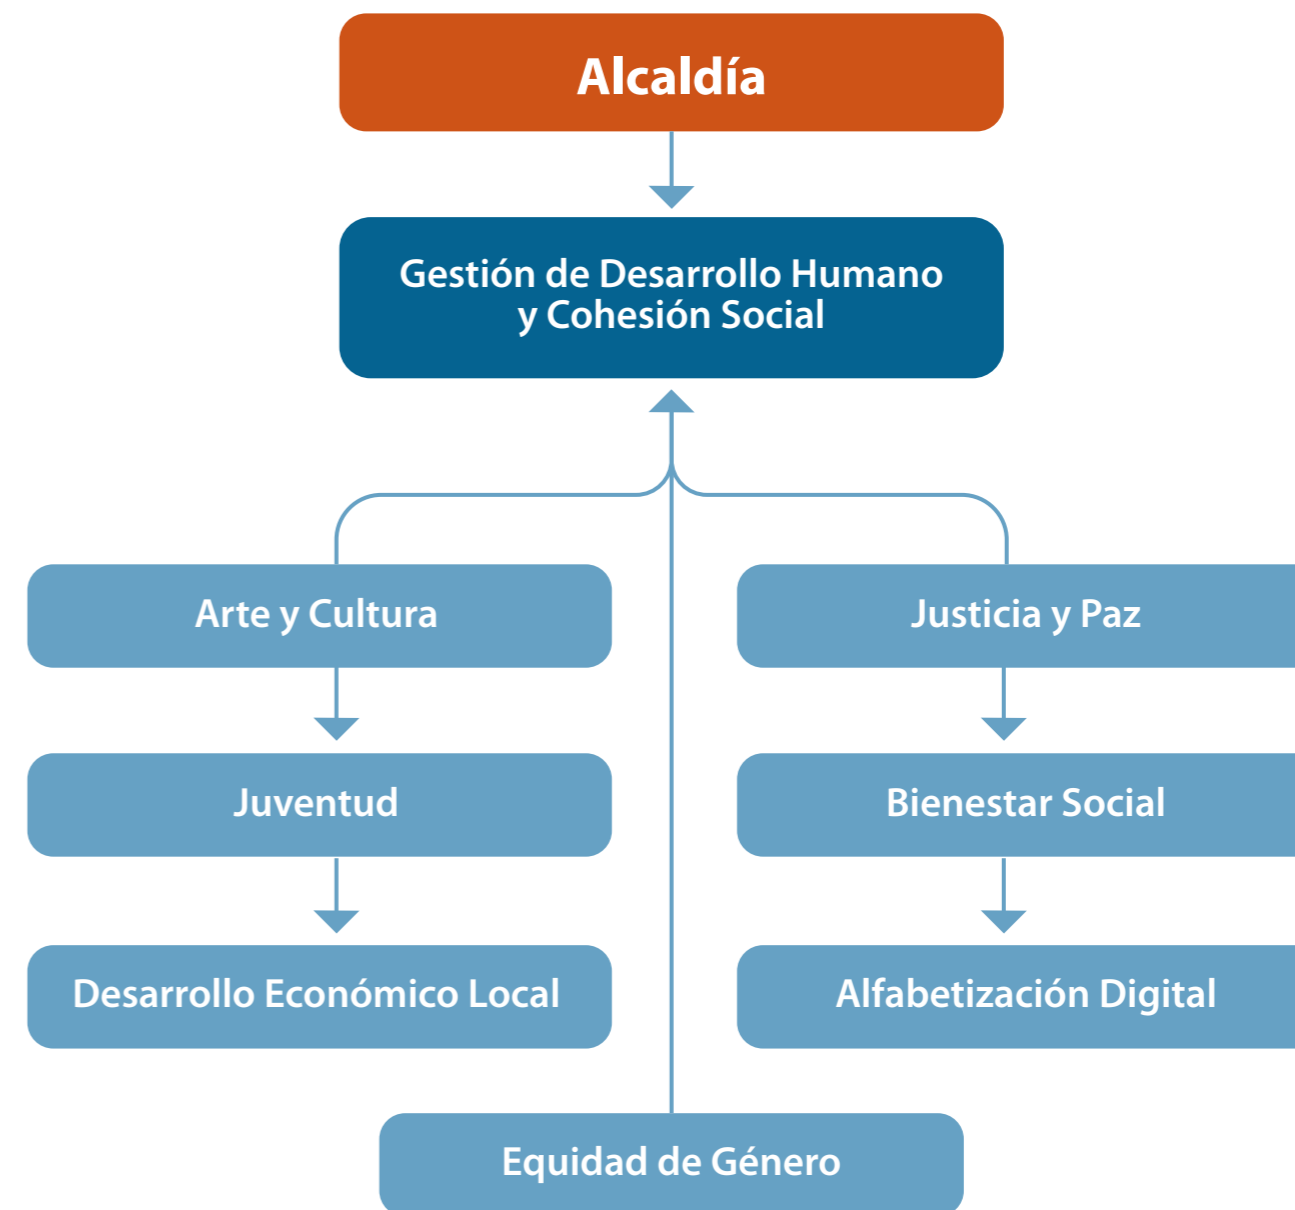 Alcaldía
Gestión de Desarrollo Humano
y Cohesión Social
Arte y Cultura
Justicia y Paz
Juventud
Bienestar Social
Desarrollo Económico Local
Alfabetización Digital
Equidad de Género